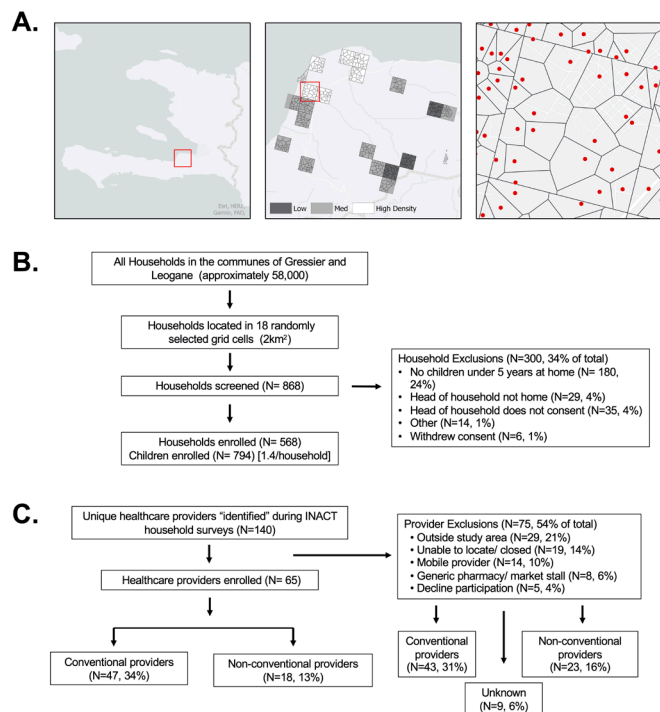 A.
Esri, HERE,
Garmin, FAO,
Low
Med
High Density
B.
All Households in the communes of Gressier and
Leogane (approximately 58,000)
Households located in 18 randomly
selected grid cells (2km²)
Households screened (N= 868)
Household Exclusions (N=300, 34% of total)
• No children under 5 years at home (N= 180,
24%)
• Head of household not home (N=29, 4%)
• Head of household does not consent (N=35, 4%)
• Other (N=14, 1%)
• Withdrew consent (N=6, 1%)
Households enrolled (N= 568)
Children enrolled (N= 794) [1.4/household]
C.
Unique healthcare providers “identified” during INACT
household surveys
(N=140)
Provider Exclusions (N=75, 54% of total)
• Outside study area (N=29, 21%)
• Unable to locate/ closed (N=19, 14%)
• Mobile provider (N=14, 10%)
• Generic pharmacy/ market stall (N=8, 6%)
• Decline participation (N=5, 4%)
Healthcare providers enrolled (N= 65)
Conventional providers
(N=47, 34%)
Non-conventional providers
(N=18, 13%)
Conventional
providers
(N=43, 31%)
Non-conventional
providers
(N=23, 16%)
Unknown
(N=9, 6%)